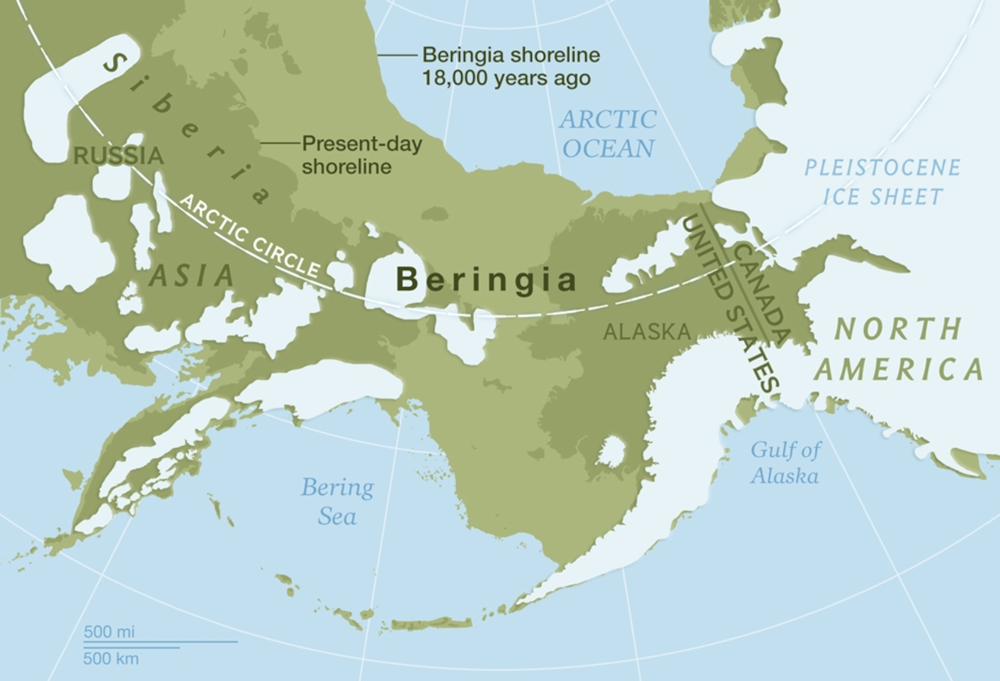 Siberia
Beringia shoreline
18,000 years ago
ARCTIC
OCEAN
Present-day
shoreline
RUSSIA
PLEISTOCENE
ICE SHEET
ARCTIC CIRCLE
ASIA
Beringia
UNITED STATES
CANADA
ALASKA
NORTH
AMERICA
Bering
Sea
Gulf of
Alaska
500 mi
500 km